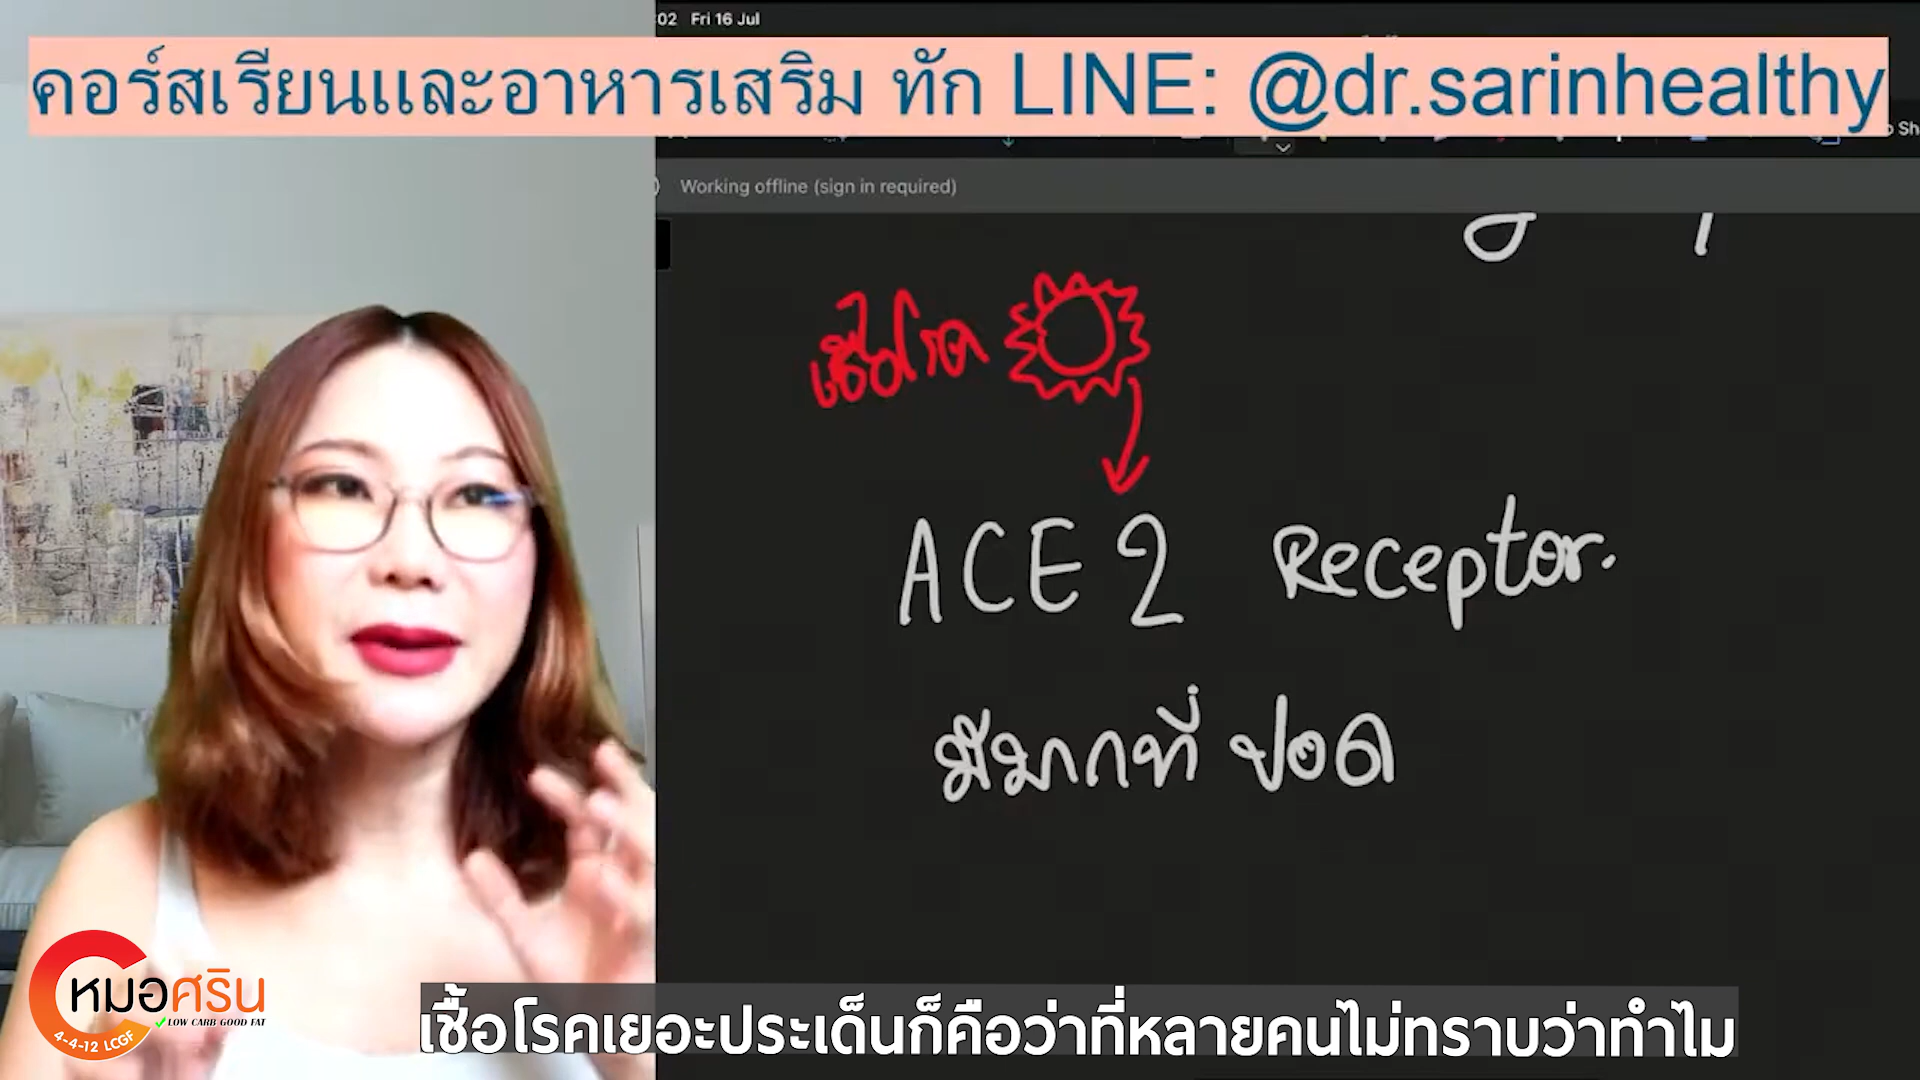 02 Fri 16 Jul
คอร์สเรียนและอาหารเสริม ทัก LINE: @dr.sarinhealthy
Sh
Working offline (sign in required)
เชื้อโรค
ACE 2 Receptor.
มีมากที่ ปอด
หมอศริน
LOW CARB GOOD FAT
4-4-12 LCGF
เชื้อโรคเยอะประเด็นก็คือว่าที่หลายคนไม่ทราบว่าทำไม